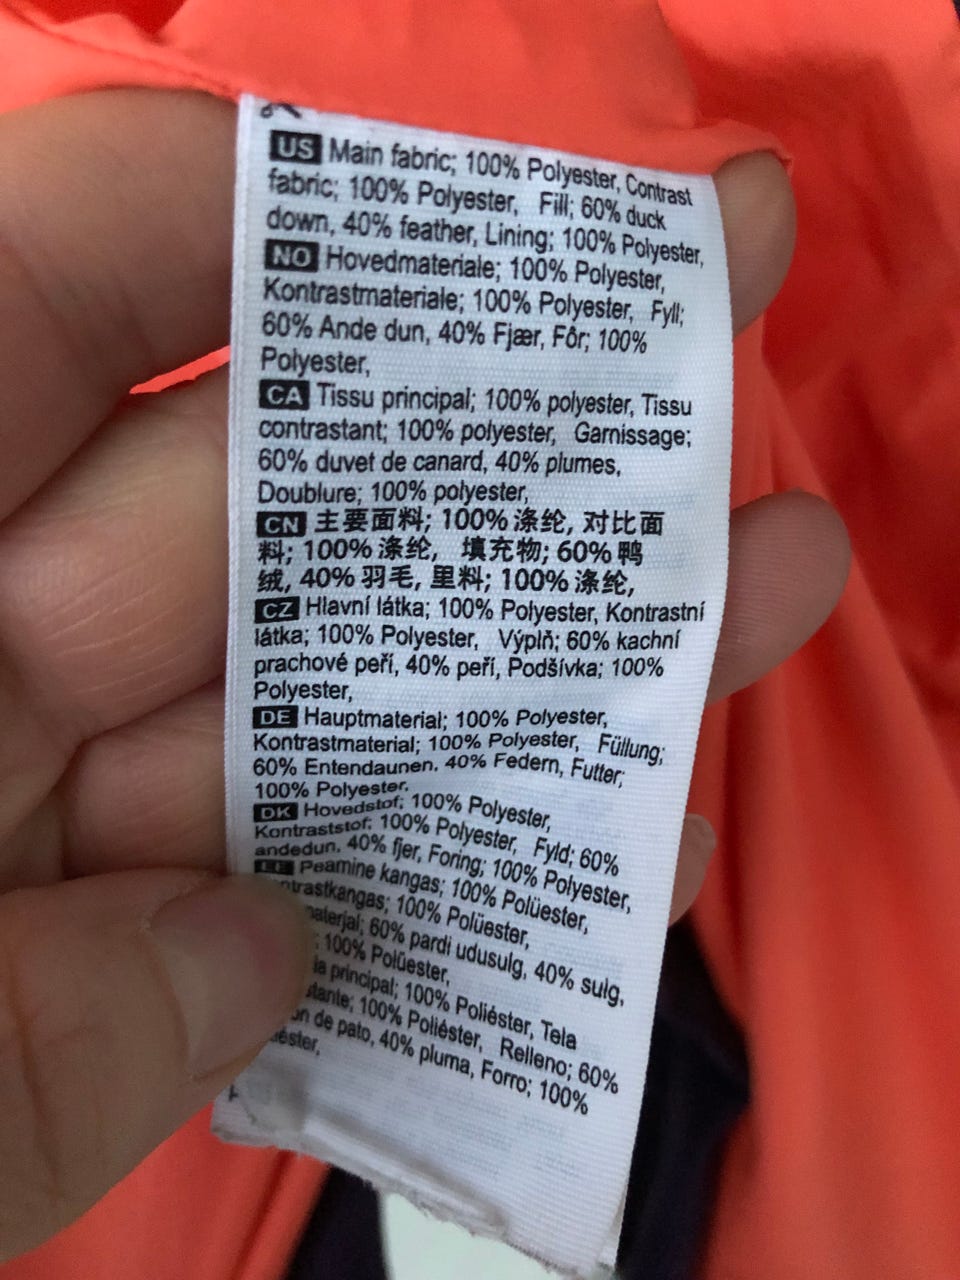 US Main fabric; 100% Polyester, Contrast
fabric; 100% Polyester, Fill; 60% duck
down, 40% feather, Lining; 100% Polyester,
NO Hovedmateriale; 100% Polyester,
Kontrastmateriale; 100% Polyester, Fyll;
60% Ande dun, 40% Fjær, Fôr; 100%
Polyester,
CA Tissu principal; 100% polyester, Tissu
contrastant; 100% polyester, Garnissage;
60% duvet de canard, 40% plumes,
Doublure; 100% polyester,
CN 主要面料; 100% 涤纶, 对比面
料; 100% 涤纶, 填充物; 60% 鸭
绒, 40% 羽毛, 里料; 100% 涤纶,
CZ Hlavní látka; 100% Polyester, Kontrastní
látka; 100% Polyester, Výplň; 60% kachní
prachové peří, 40% peří, Podšívka; 100%
Polyester,
DE Hauptmaterial; 100% Polyester,
Kontrastmaterial; 100% Polyester, Füllung;
60% Entendaunen, 40% Federn, Futter;
100% Polyester,
DK Hovedstof; 100% Polyester,
Kontraststof; 100% Polyester, Fyld; 60%
andedun, 40% fjer, Foring; 100% Polyester,
Peamine kangas; 100% Polüester,
100% Polüester,
60% pardi udusulg, 40% sulg,
100% Polüester,
principal; 100% Poliéster, Tela
100% Poliéster, Relleno; 60%
de pato, 40% pluma, Forro; 100%